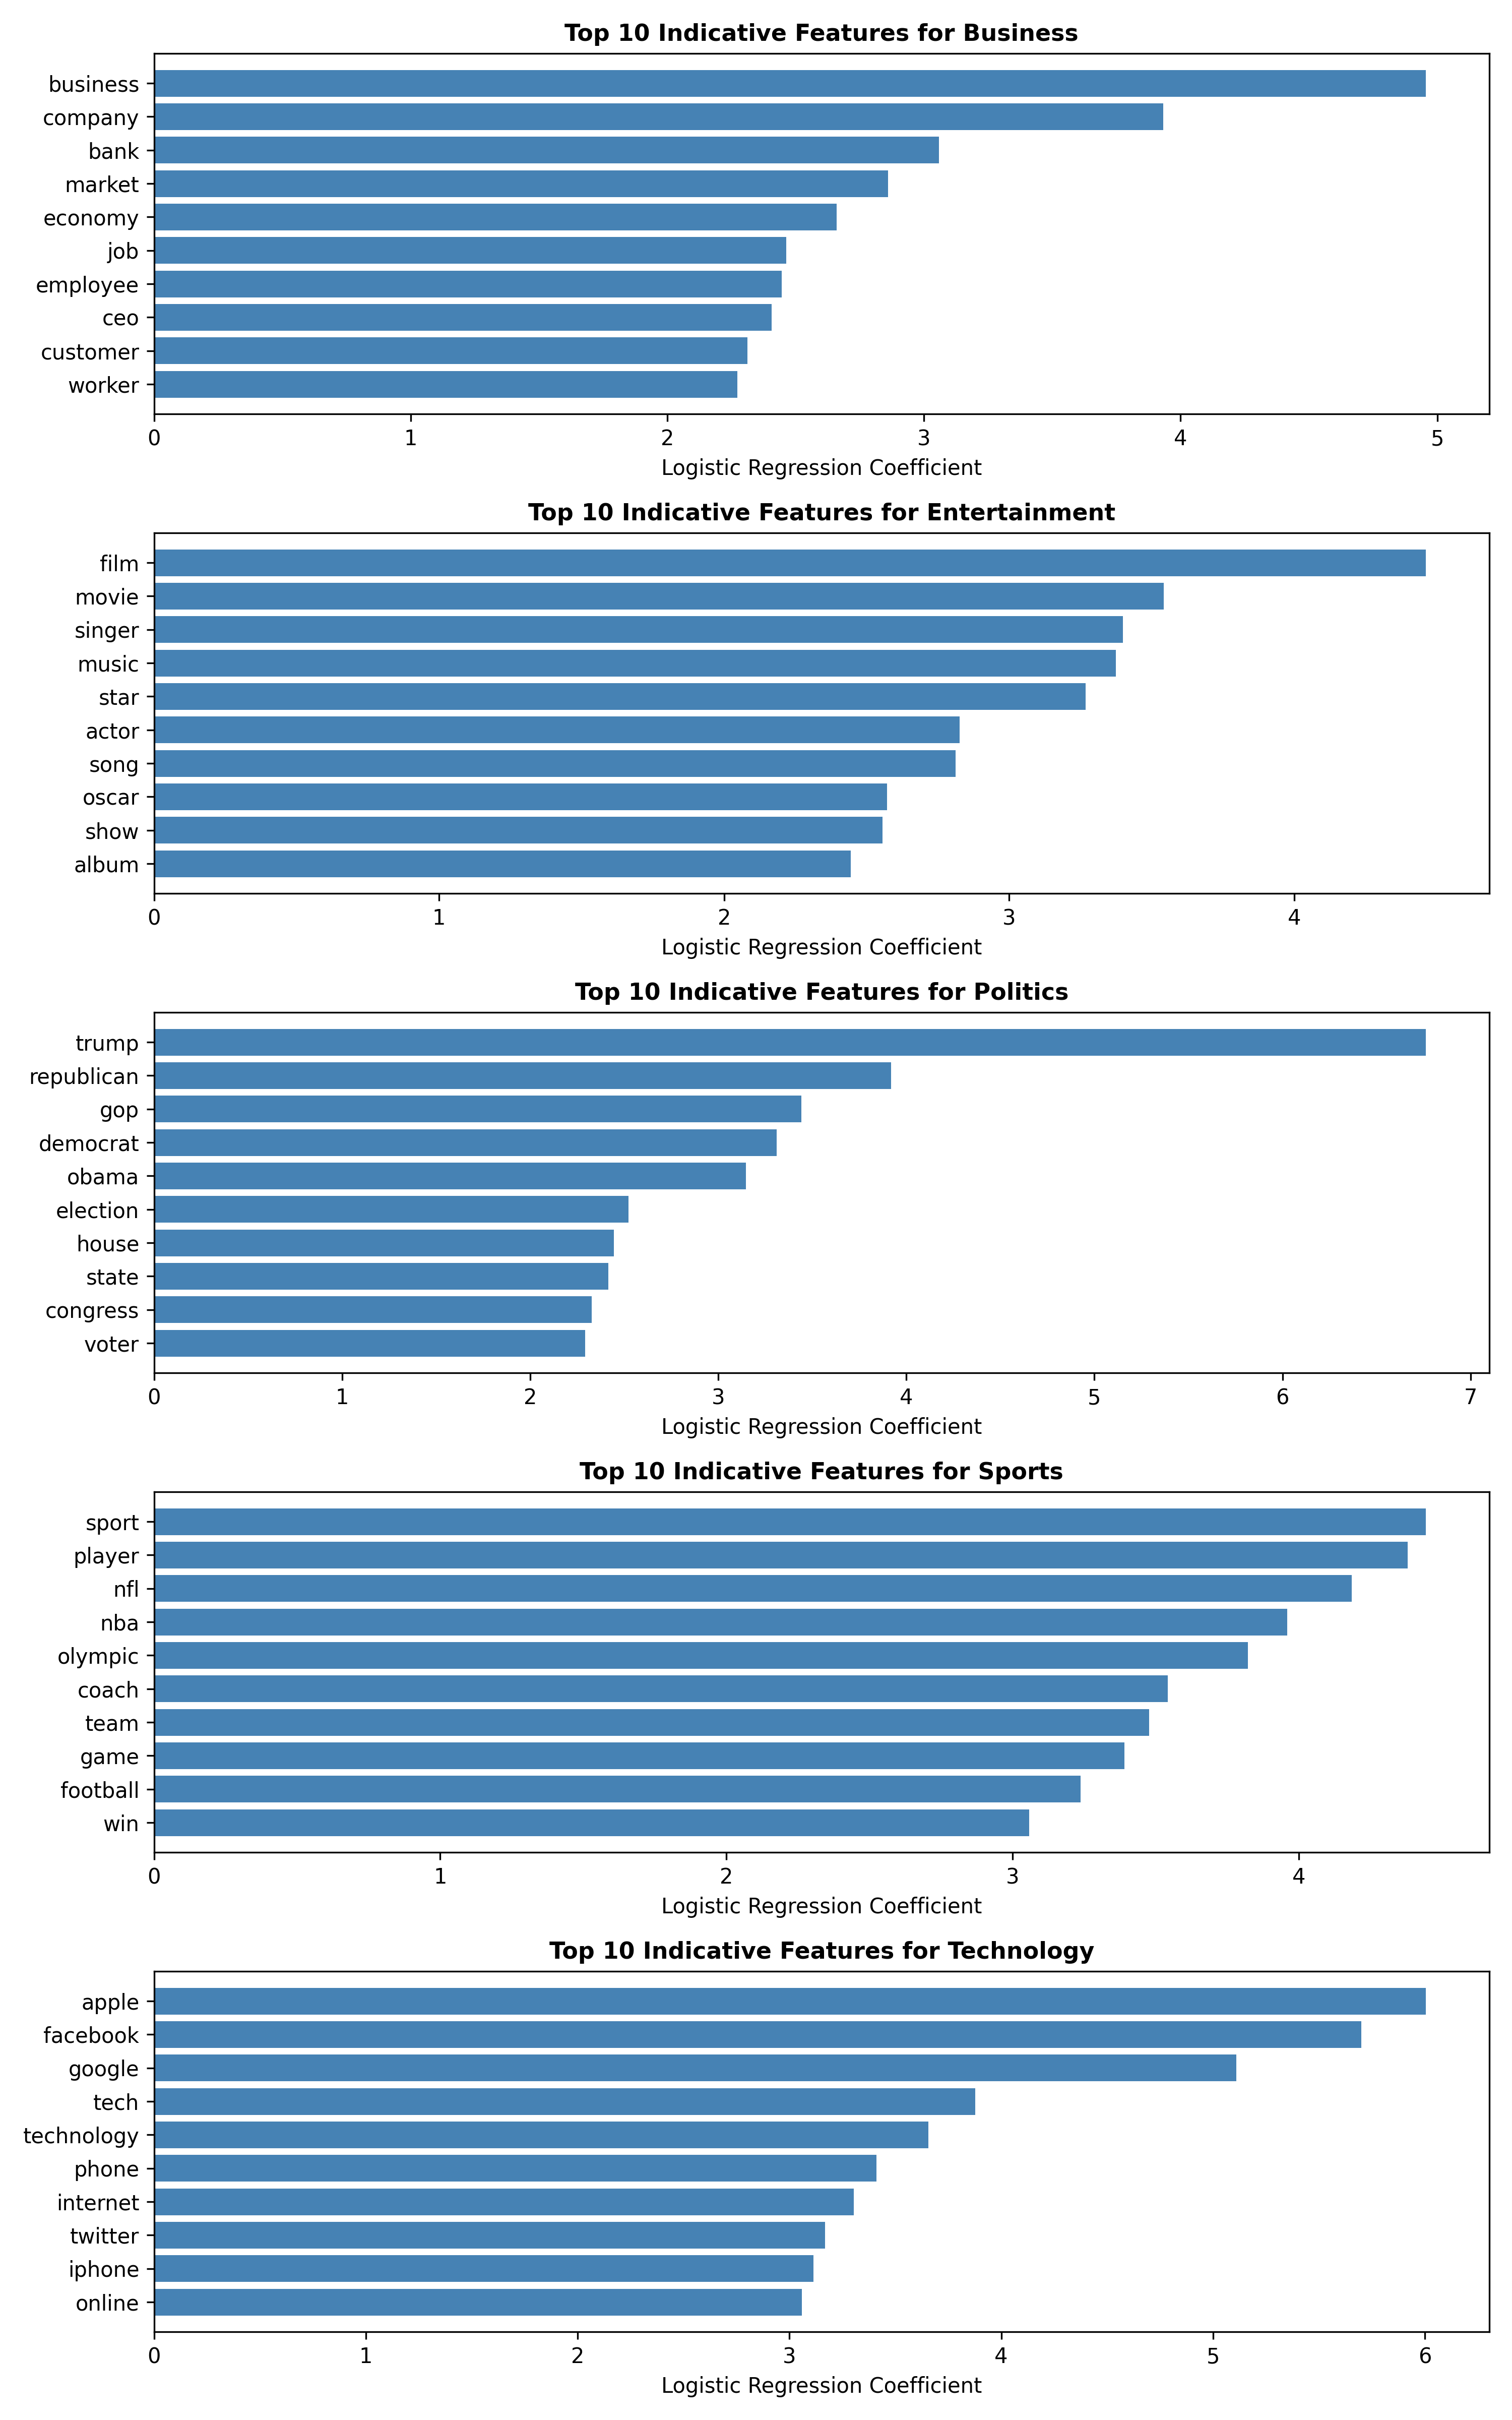 Top 10 Indicative Features for Business
business
company
bank
market
economy
job
employee
ceo
customer
worker
0 1 2 3 4 5
Logistic Regression Coefficient
Top 10 Indicative Features for Entertainment
film
movie
singer
music
star
actor
song
oscar
show
album
0 1 2 3 4
Logistic Regression Coefficient
Top 10 Indicative Features for Politics
trump
republican
gop
democrat
obama
election
house
state
congress
voter
0 1 2 3 4 5 6 7
Logistic Regression Coefficient
Top 10 Indicative Features for Sports
sport
player
nfl
nba
olympic
coach
team
game
football
win
0 1 2 3 4
Logistic Regression Coefficient
Top 10 Indicative Features for Technology
apple
facebook
google
tech
technology
phone
internet
twitter
iphone
online
0 1 2 3 4 5 6
Logistic Regression Coefficient